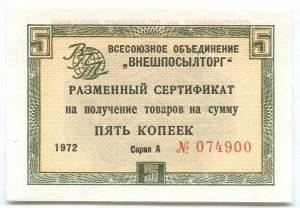 5 ВСЕСОЮЗНОЕ ОБЪЕДИНЕНИЕ 5
„ВНЕШПОСЫЛТОРГ"
ВПТ
РАЗМЕННЫЙ СЕРТИФИКАТ
на получение товаров на сумму
ПЯТЬ КОПЕЕК
1972 Серия А № 074900
5